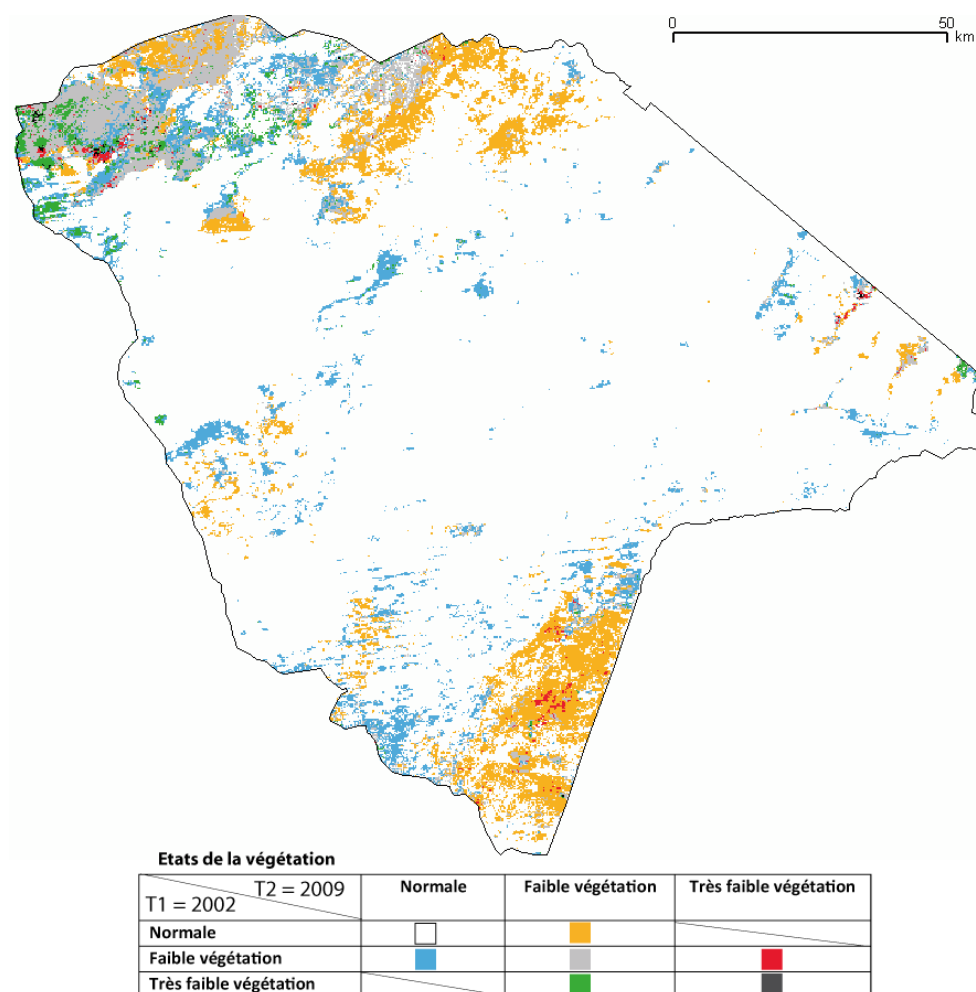 0 50
km
Etats de la végétation
T2 = 2009 Normale Faible végétation Très faible végétation
T1 = 2002
Normale
Faible végétation
Très faible végétation